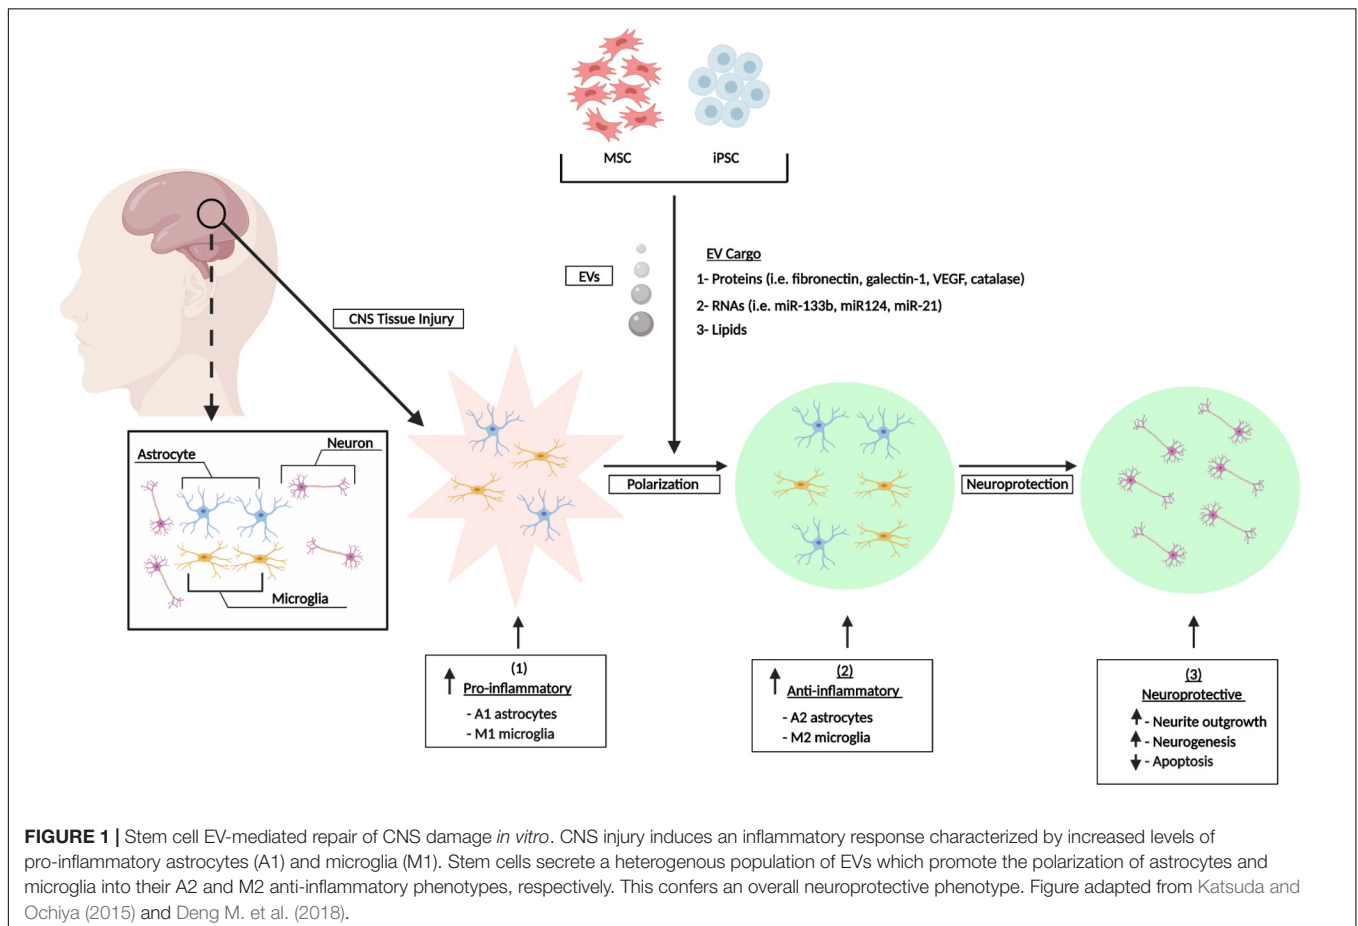 MSC
iPSC
EVs
EV Cargo
1- Proteins (i.e. fibronectin, galectin-1, VEGF, catalase)
2- RNAs (i.e. miR-133b, miR124, miR-21)
3- Lipids
CNS Tissue Injury
Astrocyte
Neuron
Microglia
Polarization
Neuroprotection
(1)
Pro-inflammatory
- A1 astrocytes
- M1 microglia
(2)
Anti-inflammatory
- A2 astrocytes
- M2 microglia
(3)
Neuroprotective
- Neurite outgrowth
- Neurogenesis
- Apoptosis
FIGURE 1 | Stem cell EV-mediated repair of CNS damage in vitro. CNS injury induces an inflammatory response characterized by increased levels of
pro-inflammatory astrocytes (A1) and microglia (M1). Stem cells secrete a heterogenous population of EVs which promote the polarization of astrocytes and
microglia into their A2 and M2 anti-inflammatory phenotypes, respectively. This confers an overall neuroprotective phenotype. Figure adapted from Katsuda and
Ochiya (2015) and Deng M. et al. (2018).